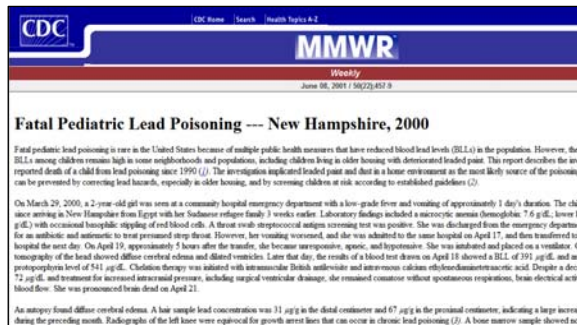 CDC Home | Search | Health Topics A-Z
CDC
MMWR
Weekly
June 08, 2001 / 50(22);457-9
Fatal Pediatric Lead Poisoning --- New Hampshire, 2000
Fatal pediatric lead poisoning is rare in the United States because of multiple public health measures that have reduced blood lead levels (BLLs) in the population. However, the
BLLs among children remains high in some neighborhoods and populations, including children living in older housing with deteriorated leaded paint. This report describes the inv
reported death of a child from lead poisoning since 1990 (1). The investigation implicated leaded paint and dust in a home environment as the most likely source of the poisoning
can be prevented by correcting lead hazards, especially in older housing, and by screening children at risk according to established guidelines (2).
On March 29, 2000, a 2-year-old girl was seen at a community hospital emergency department with a low-grade fever and vomiting of approximately 1 day's duration. The chi
since arriving in New Hampshire from Egypt with her Sudanese refugee family 3 weeks earlier. Laboratory findings included a microcytic anemia (hemoglobin: 7.6 g/dL; lower l
g/dL) with occasional basophilic stippling of red blood cells. A throat swab streptococcal antigen screening test was positive. She was discharged from the emergency departme
for an antibiotic and antiemetic to treat presumed strep throat. However, her vomiting worsened, and she was admitted to the same hospital on April 17, and then transferred to
hospital the next day. On April 19, approximately 5 hours after the transfer, she became unresponsive, apneic, and hypotensive. She was intubated and placed on a ventilator.
tomography of the head showed diffuse cerebral edema and dilated ventricles. Later that day, the results of a blood test drawn on April 18 showed a BLL of 391 µg/dL and an
protoporphyrin level of 541 µg/dL. Chelation therapy was initiated with intramuscular British antilewisite and intravenous calcium ethylenediaminetetraacetic acid. Despite a dec
72 µg/dL and treatment for increased intracranial pressure, including surgical ventricular drainage, she remained comatose without spontaneous respirations, brain electrical activ
blood flow. She was pronounced brain dead on April 21.
An autopsy found diffuse cerebral edema. A hair sample lead concentration was 31 µg/g in the distal centimeter and 67 µg/g in the proximal centimeter, indicating a large increas
during the preceding month. Radiographs of the left knee were equivocal for growth arrest lines that can occur in chronic lead poisoning (3). A bone marrow sample showed no